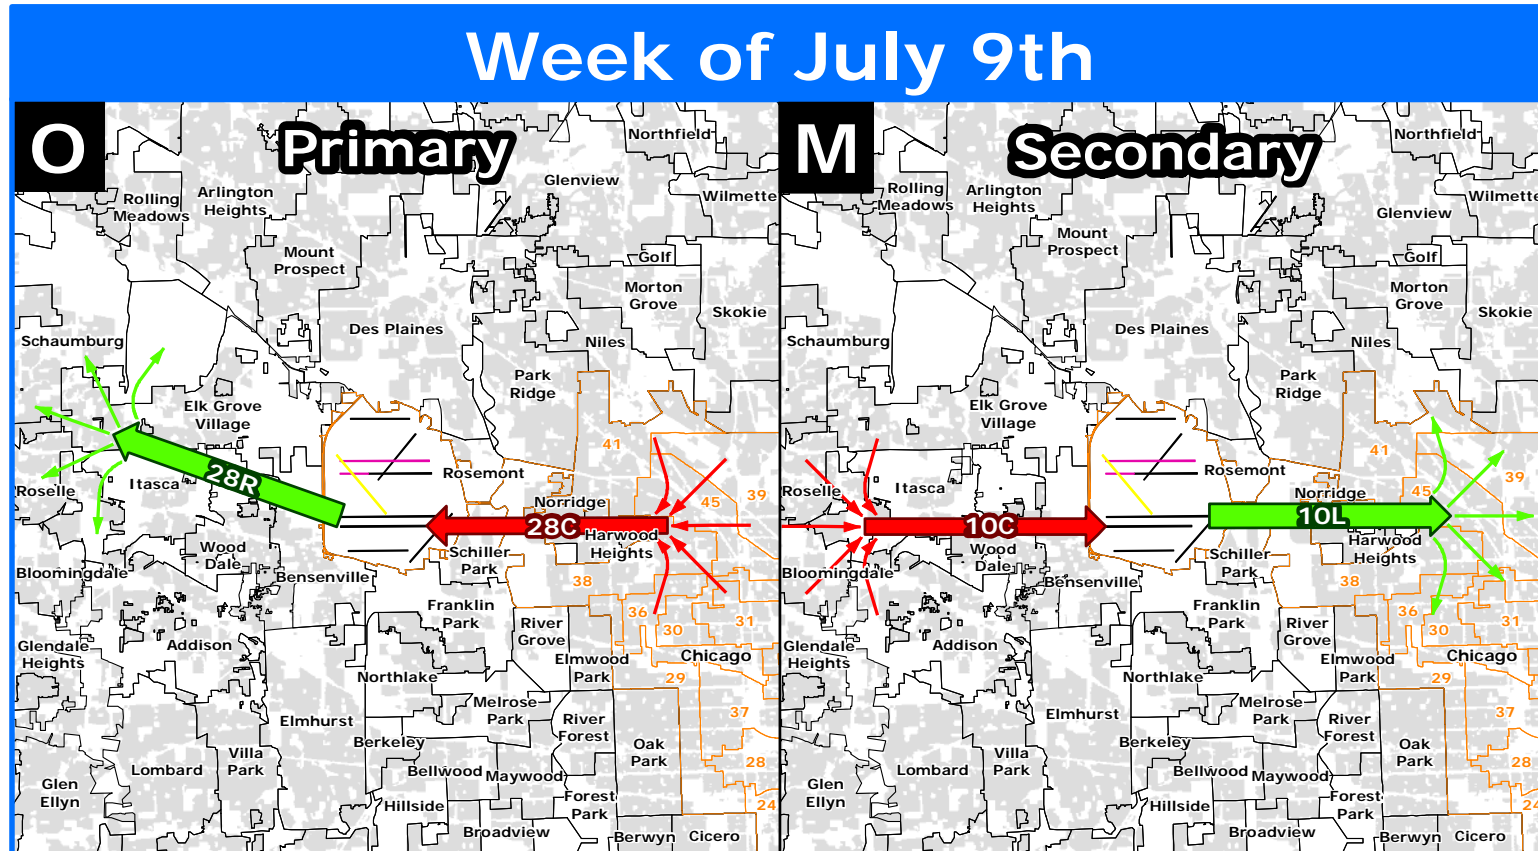 Week of July 9th
O
Primary
Northfield
Glenview
Wilmette
Rolling
Meadows
Arlington
Heights
Mount
Prospect
Golf
Morton
Grove
Skokie
Des Plaines
Schaumburg
Niles
Park
Ridge
Elk Grove
Village
41
Rosemont
28R
Roselle
Itasca
Norridge
45
39
28C
Harwood
Heights
Wood
Dale
Schiller
Park
Bloomingdale
Bensenville
38
Franklin
Park
36
River
Grove
30
31
Glendale
Heights
Addison
Chicago
Elmwood
Park
Northlake
29
Melrose
Park
37
Elmhurst
River
Forest
Berkeley
Oak
Park
Villa
Park
28
Lombard
Bellwood
Maywood
Glen
Ellyn
Forest
Park
24
Hillside
Broadview
Berwyn
Cicero
M
Secondary
Northfield
Rolling
Meadows
Arlington
Heights
Wilmette
Glenview
Mount
Prospect
Golf
Morton
Grove
Skokie
Des Plaines
Niles
Schaumburg
Park
Ridge
Elk Grove
Village
41
Rosemont
39
Roselle
Itasca
45
Norridge
10C
10L
Harwood
Heights
Wood
Dale
Schiller
Park
Bloomingdale
Bensenville
38
Franklin
Park
36
River
Grove
30
31
Glendale
Heights
Addison
Chicago
Elmwood
Park
Northlake
29
Melrose
Park
37
Elmhurst
River
Forest
Berkeley
Oak
Park
Villa
Park
28
Lombard
Bellwood
Maywood
Glen
Ellyn
Forest
Park
24
Hillside
Broadview
Berwyn
Cicero